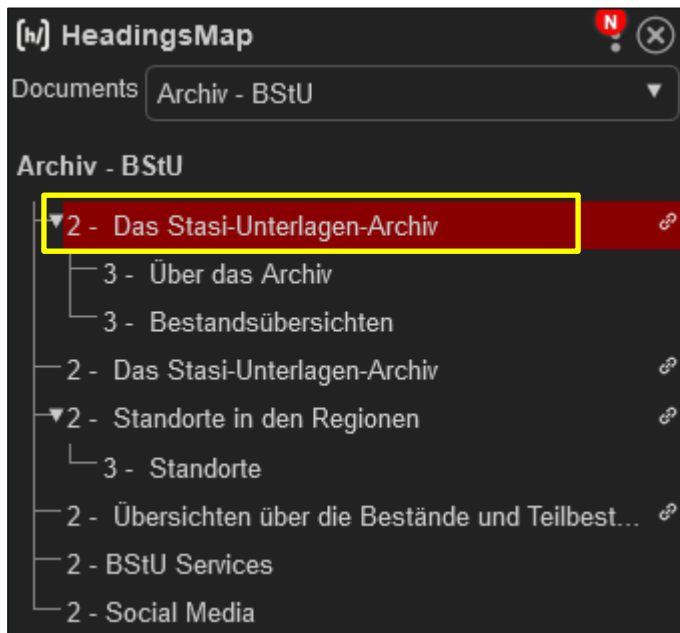 (h/) HeadingsMap N
Documents Archiv - BStU
Archiv - BStU
2 - Das Stasi-Unterlagen-Archiv
3 - Über das Archiv
3 - Bestandsübersichten
2 - Das Stasi-Unterlagen-Archiv
2 - Standorte in den Regionen
3 - Standorte
2 - Übersichten über die Bestände und Teilbest...
2 - BStU Services
2 - Social Media